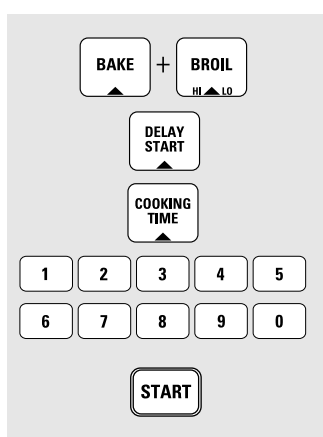 BAKE + BROIL
HI LO
DELAY
START
COOKING
TIME
1 2 3 4 5
6 7 8 9 0
START